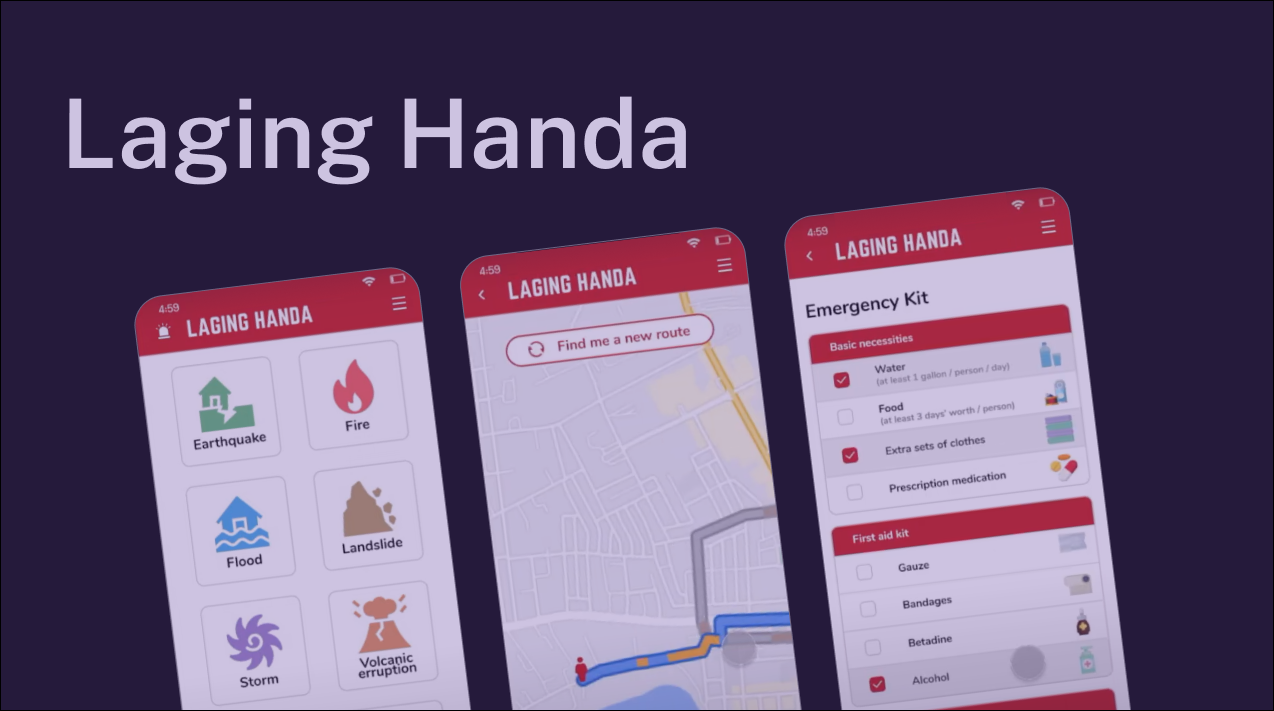 Laging Handa
4:59
LAGING HANDA
Earthquake
Fire
Flood
Landslide
Storm
Volcanic
erruption
4:59
LAGING HANDA
Find me a new route
4:59
LAGING HANDA
Emergency Kit
Basic necessities
Water
(at least 1 gallon / person / day)
Food
(at least 3 days' worth / person)
Extra sets of clothes
Prescription medication
First aid kit
Gauze
Bandages
Betadine
Alcohol